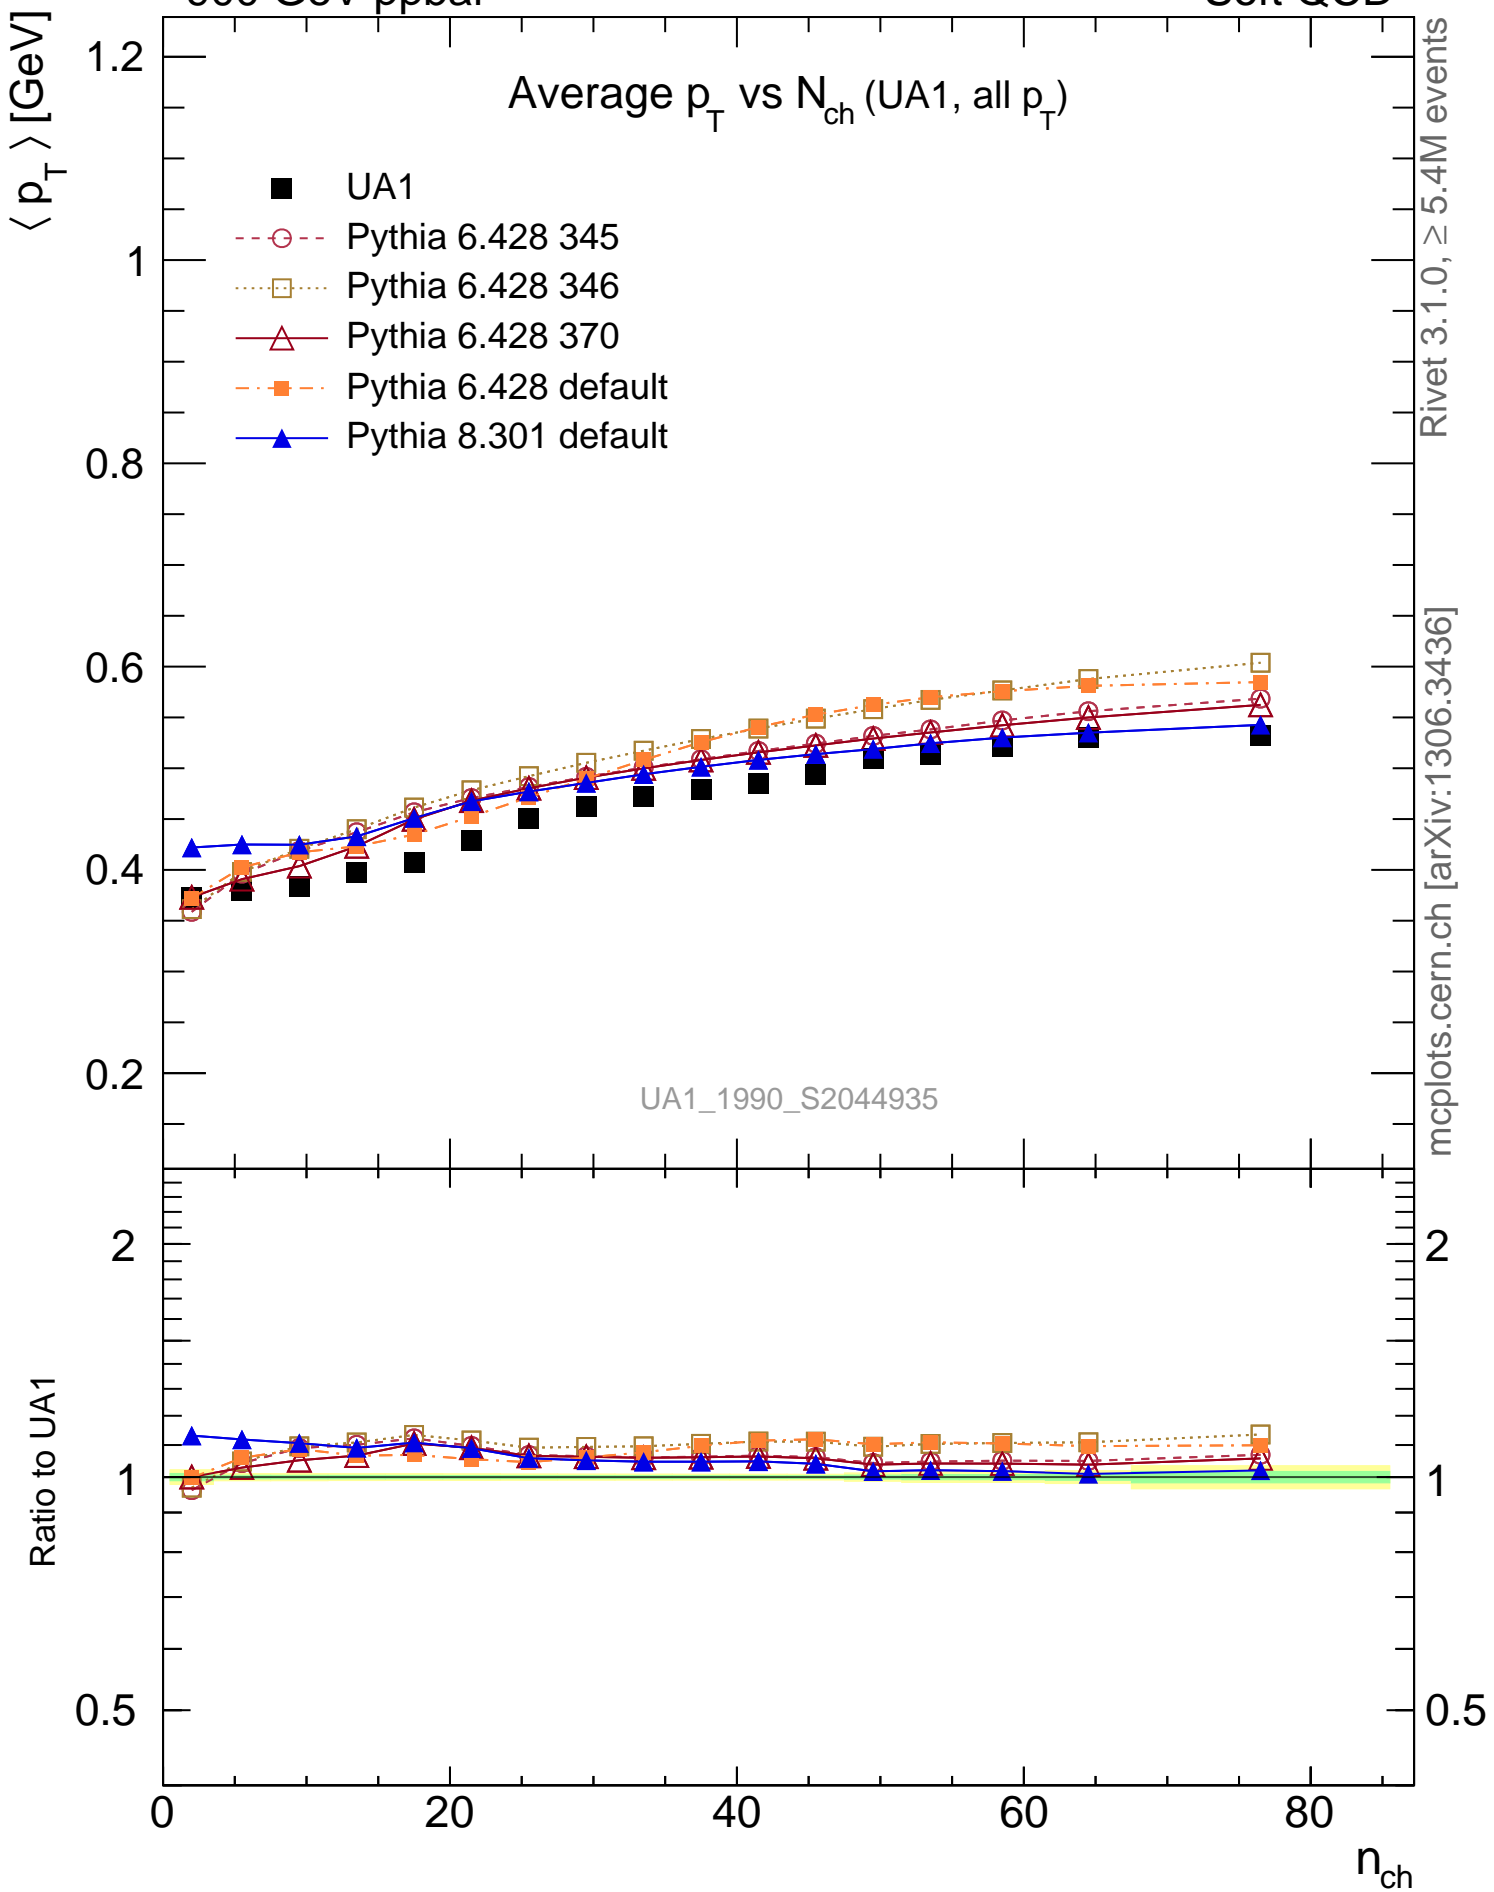 ⟨ p_T ⟩ [GeV]
Average p_T vs N_ch (UA1, all p_T)
UA1
Pythia 6.428 345
Pythia 6.428 346
Pythia 6.428 370
Pythia 6.428 default
Pythia 8.301 default
1.2
1
0.8
0.6
0.4
0.2
UA1_1990_S2044935
Rivet 3.1.0, ≥ 5.4M events
mcplots.cern.ch [arXiv:1306.3436]
Ratio to UA1
2
1
0.5
2
1
0.5
0 20 40 60 80
n_ch